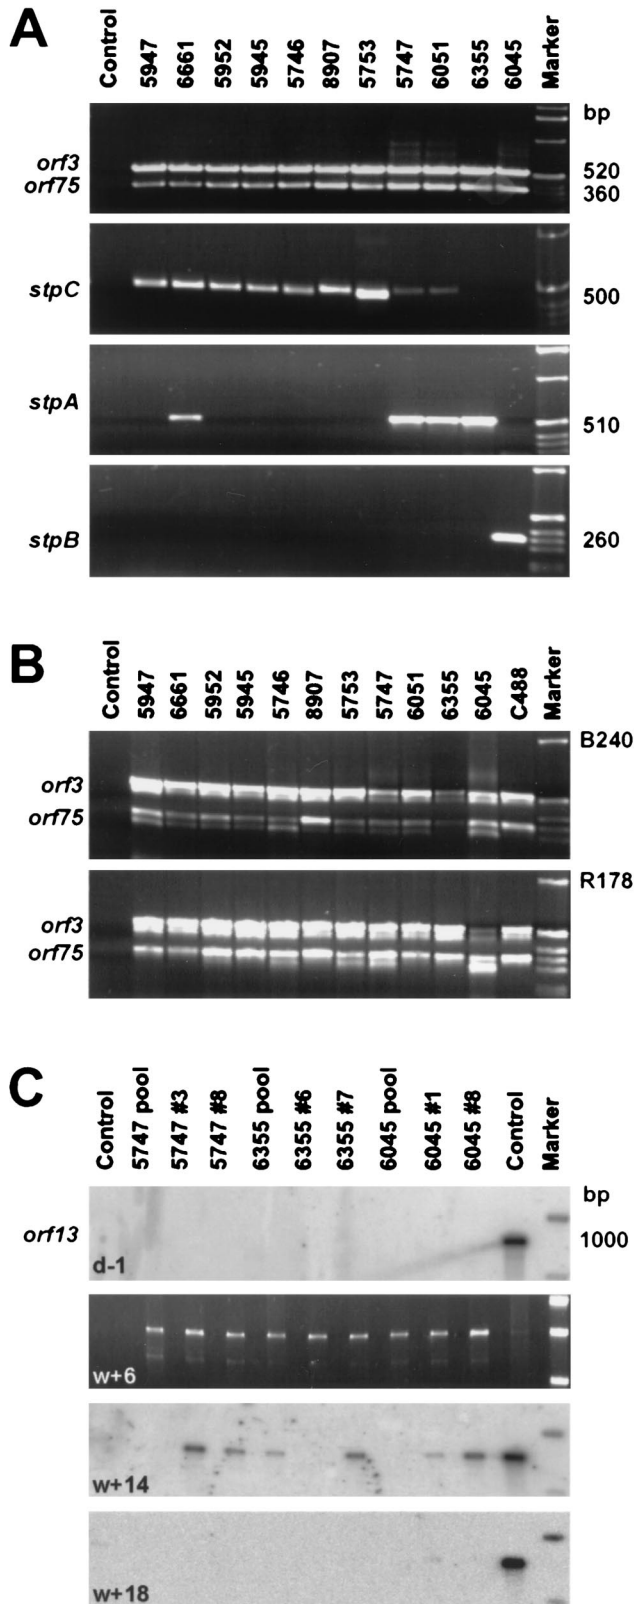 A
Control 5947 6661 5952 5945 5746 8907 5753 5747 6051 6355 6045 Marker
bp
orf3 520
orf75 360
stpC 500
stpA 510
stpB 260
B
Control 5947 6661 5952 5945 5746 8907 5753 5747 6051 6355 6045 C488 Marker
B240
orf3
orf75
R178
orf3
orf75
C
Control 5747 pool 5747 #3 5747 #8 6355 pool 6355 #6 6355 #7 6045 pool 6045 #1 6045 #8 Control Marker
bp
orf13 1000
d-1
w+6
w+14
w+18